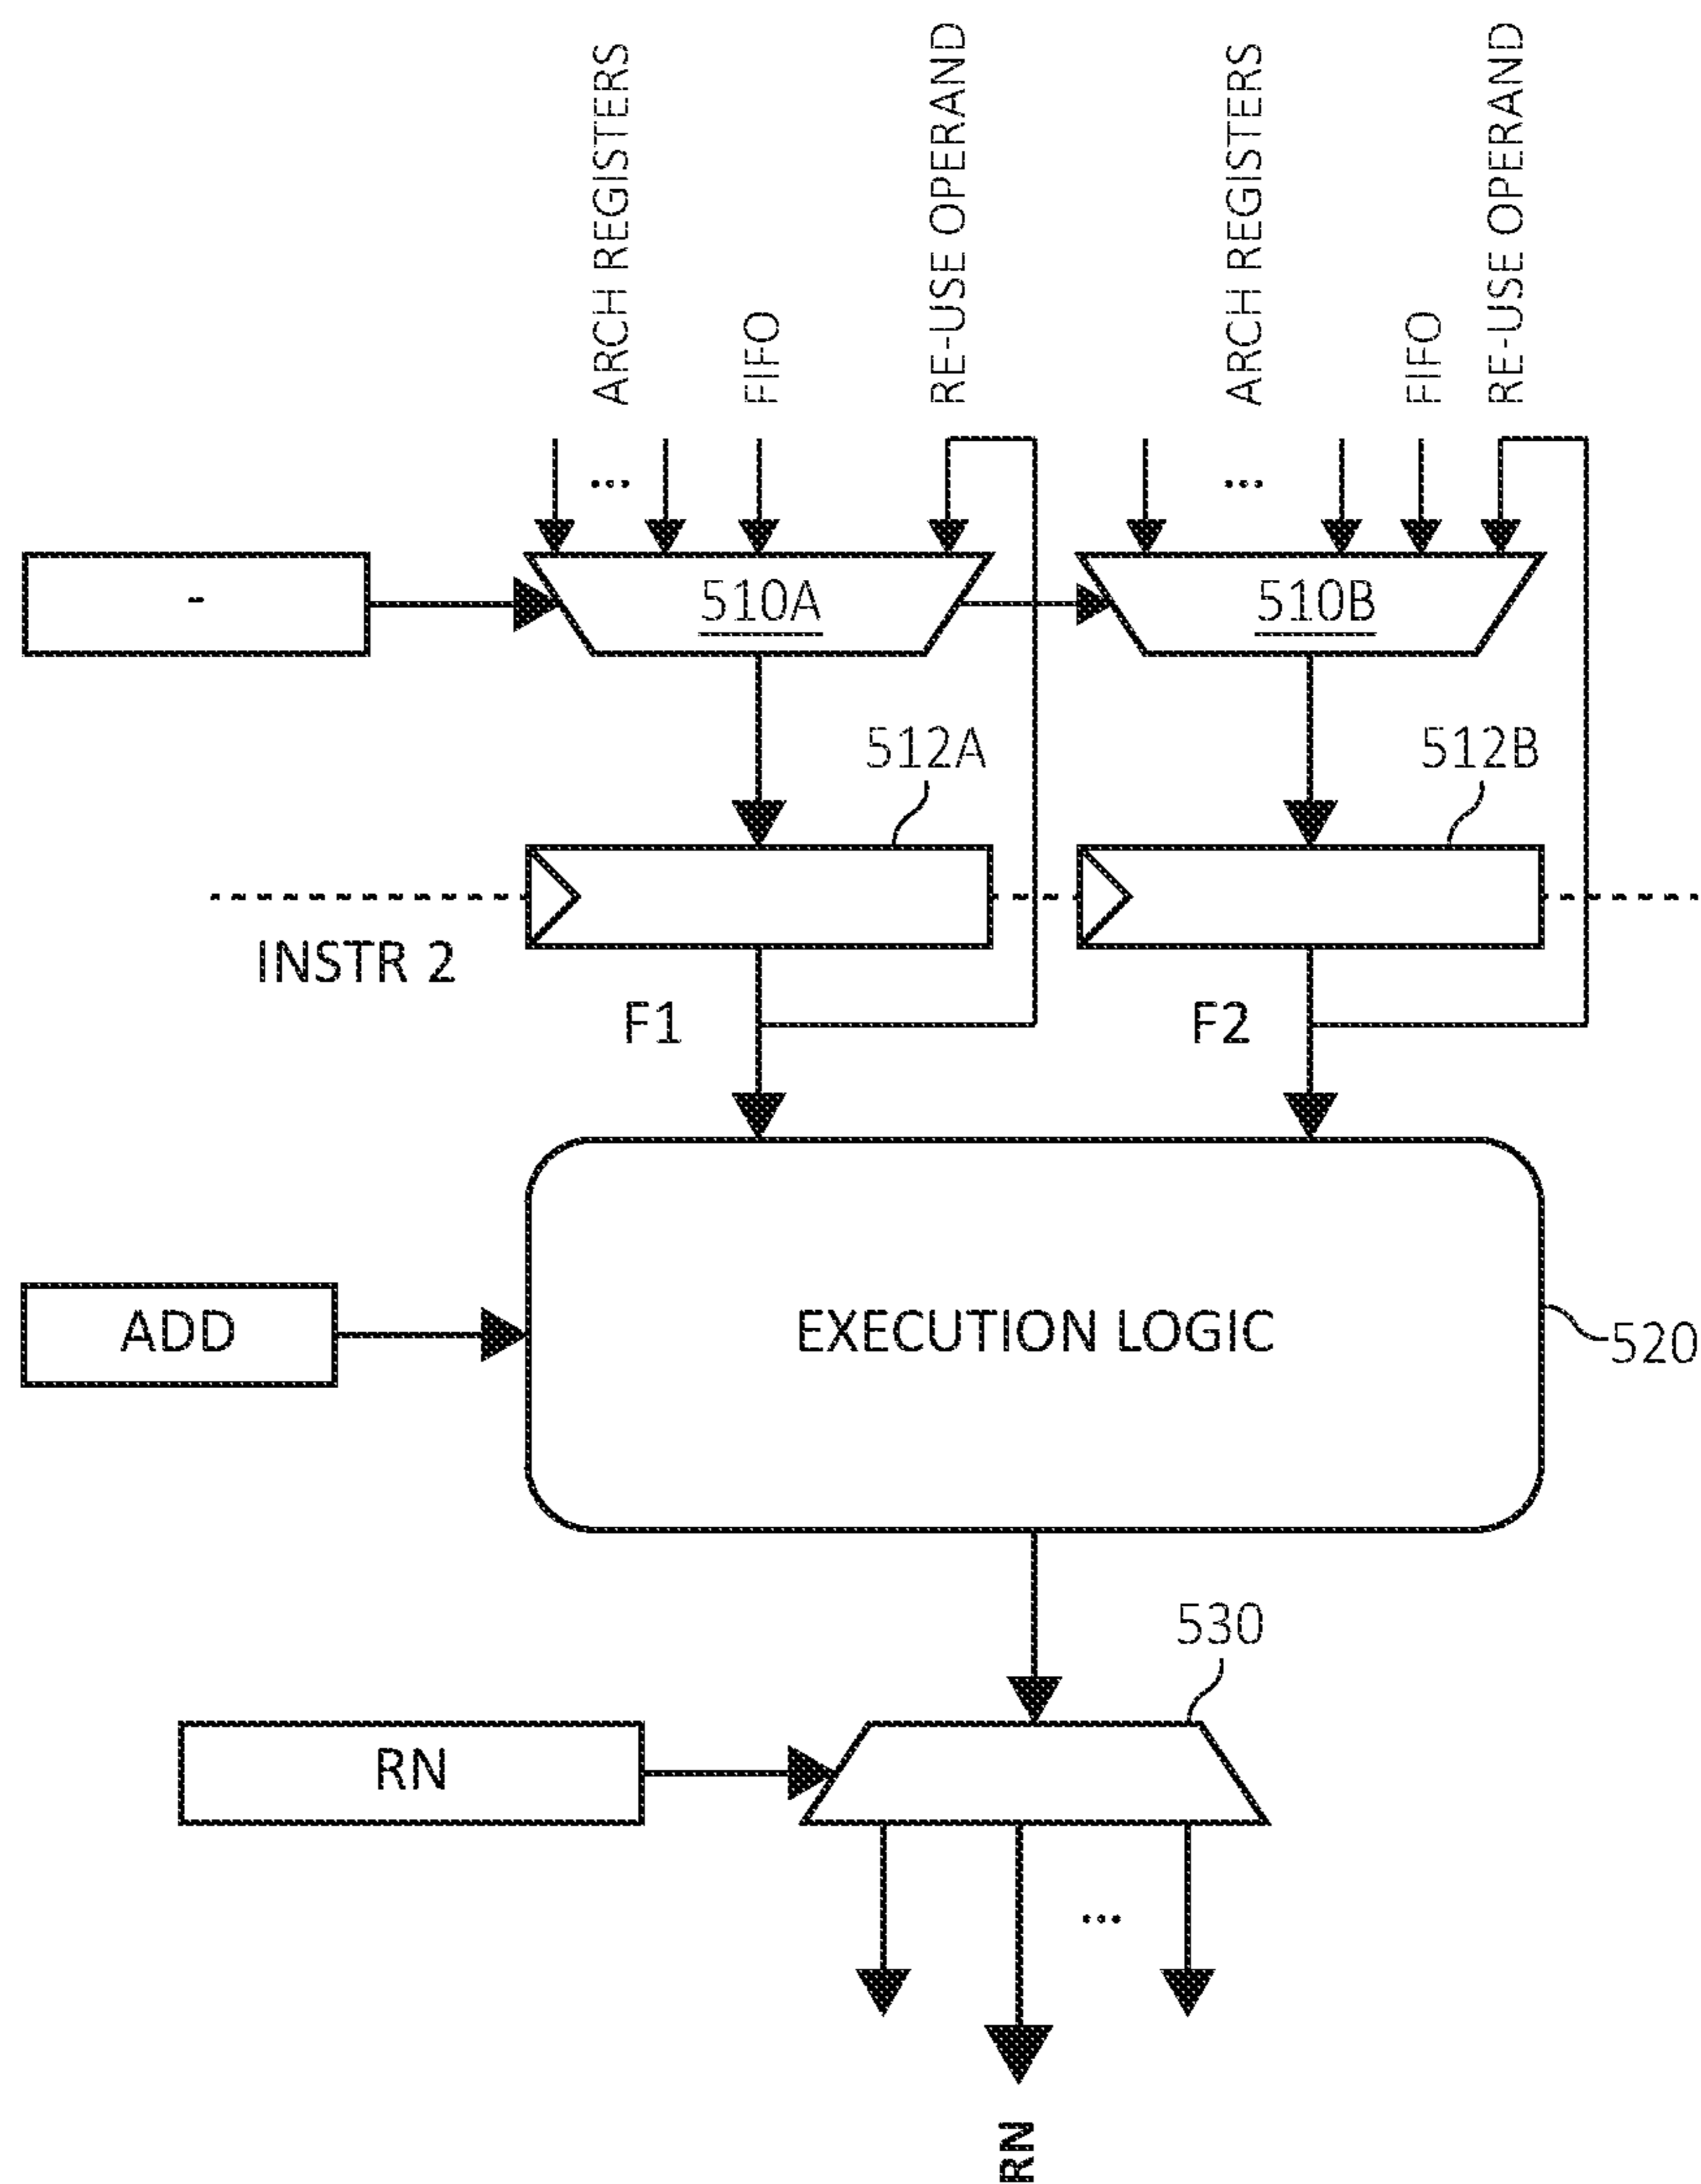 ARCH REGISTERS
FIFO
RE-USE OPERAND
ARCH REGISTERS
FIFO
RE-USE OPERAND
...
...
-
510A
510B
512A
512B
INSTR 2
F1
F2
ADD
EXECUTION LOGIC
520
530
RN
...
RN